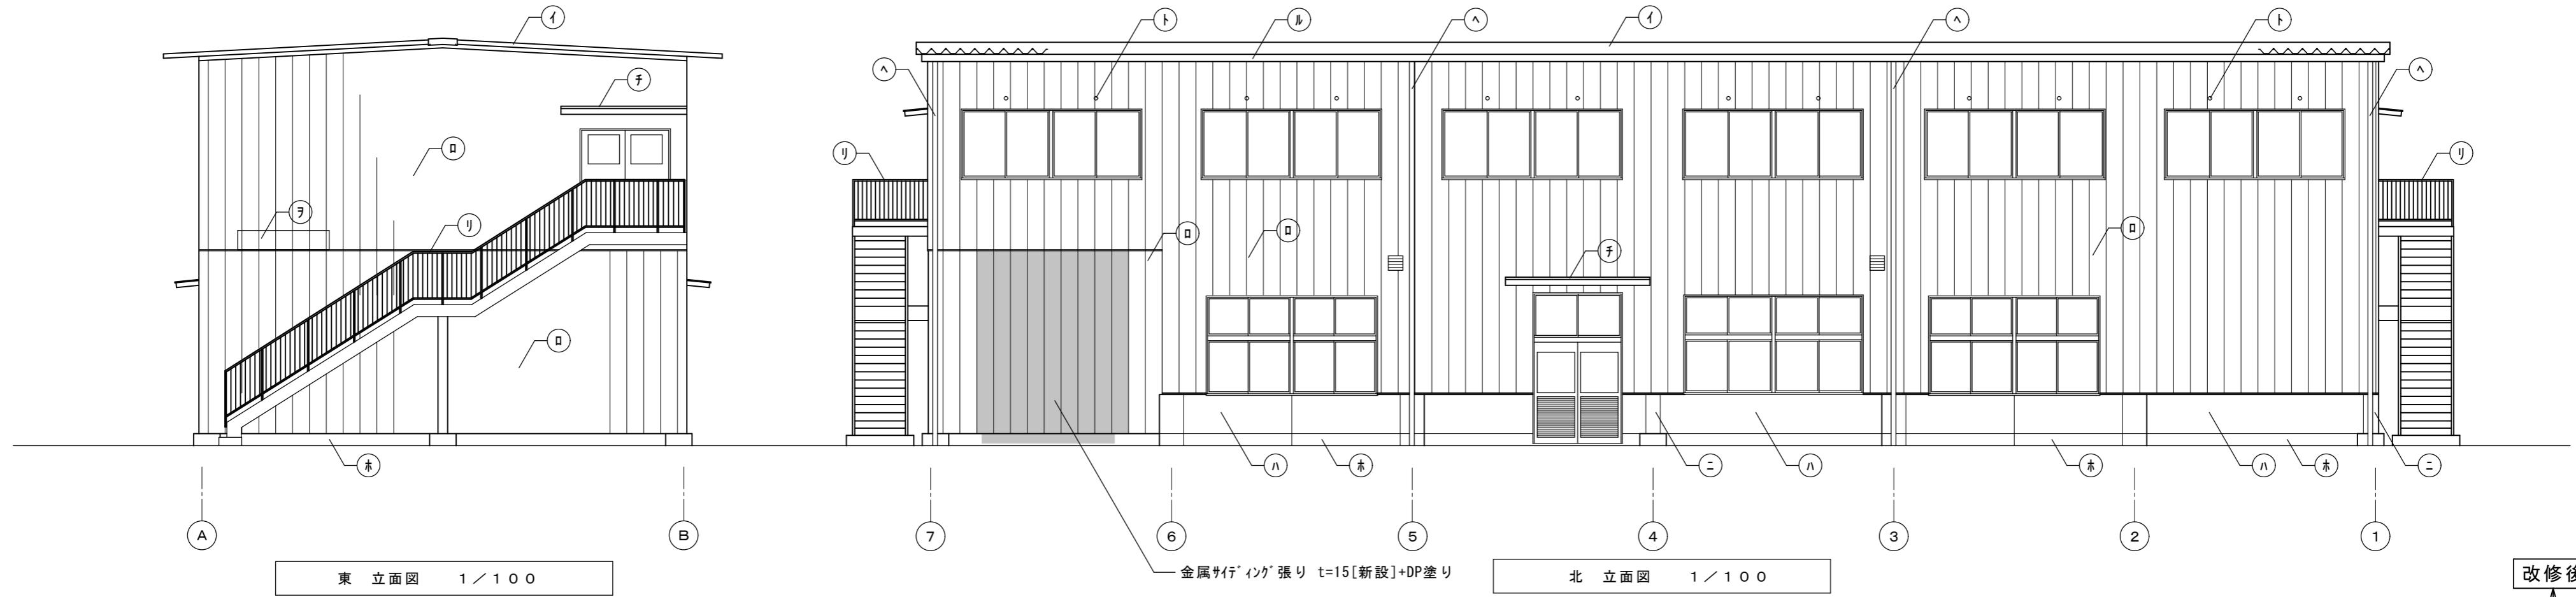 イ
ト
ル
ヘ
イ
ヘ
ト
ヘ
ヘ
チ
ロ
リ
リ
ヲ
リ
ロ
ロ
ロ
チ
ロ
ホ
ハ
ホ
ニ
ハ
ホ
ハ
ホ
ニ
A
B
7
6
5
4
3
2
1
東 立面図 1/100
金属サイディング張り t=15[新設]+DP塗り
北 立面図 1/100
改修後